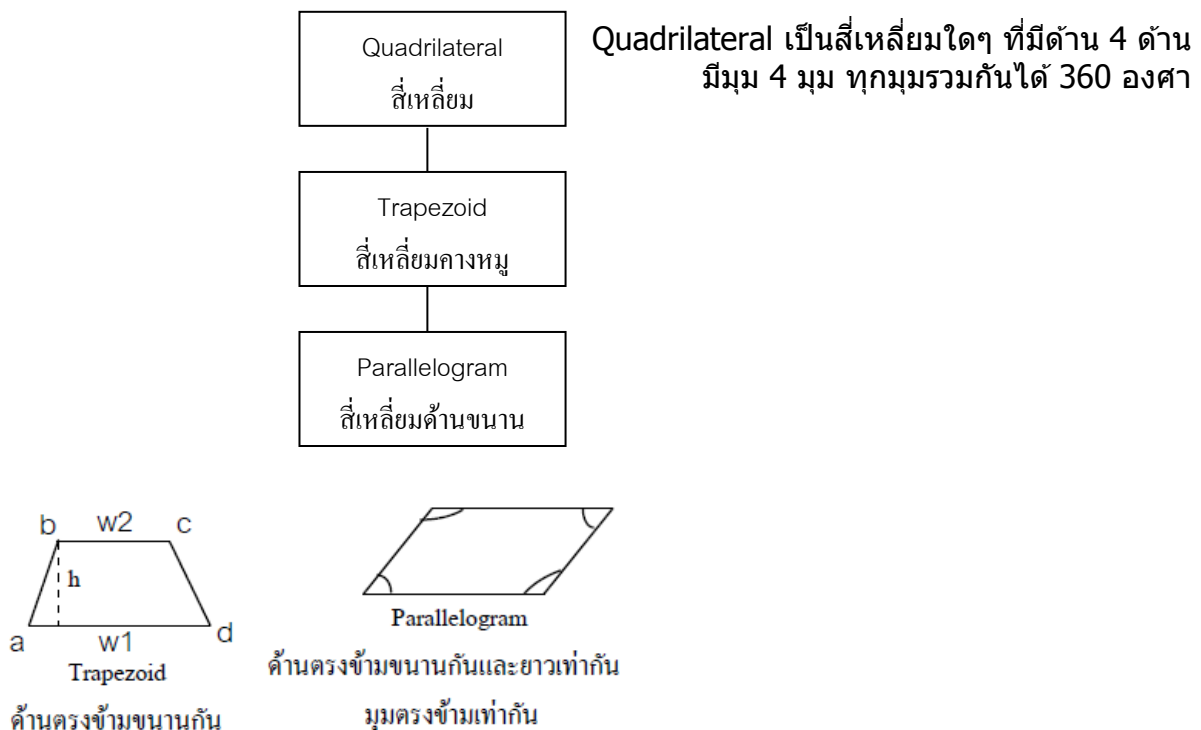 Quadrilateral
สี่เหลี่ยม
Quadrilateral เป็นสี่เหลี่ยมใดๆ ที่มีด้าน 4 ด้าน
มีมุม 4 มุม ทุกมุมรวมกันได้ 360 องศา
Trapezoid
สี่เหลี่ยมคางหมู
Parallelogram
สี่เหลี่ยมด้านขนาน
b w2 c
h
a w1 d
Trapezoid
ด้านตรงข้ามขนานกัน
Parallelogram
ด้านตรงข้ามขนานกันและยาวเท่ากัน
มุมตรงข้ามเท่ากัน